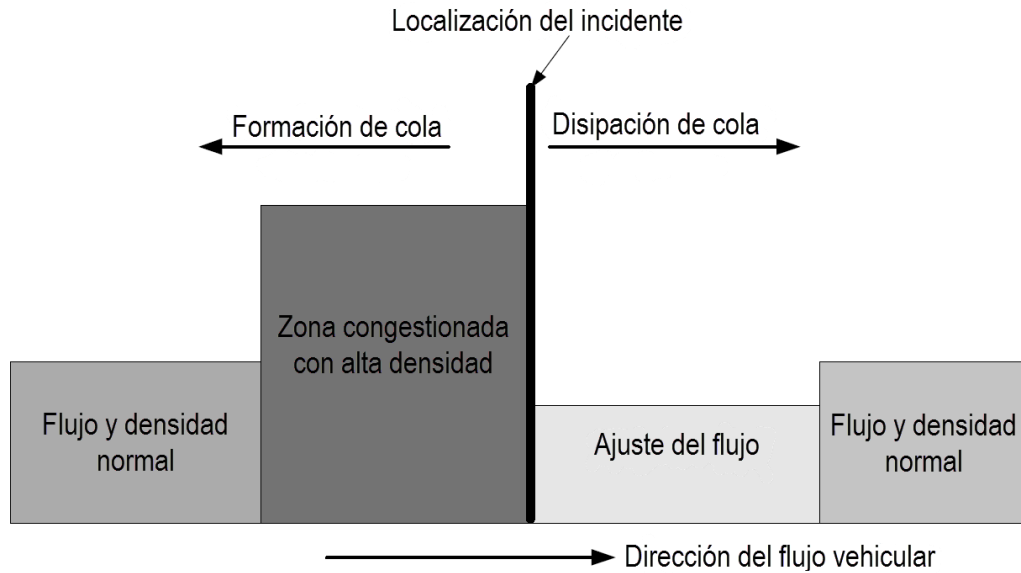 Localización del incidente
Formación de cola
Disipación de cola
Zona congestionada
con alta densidad
Flujo y densidad
normal
Ajuste del flujo
Flujo y densidad
normal
Dirección del flujo vehicular